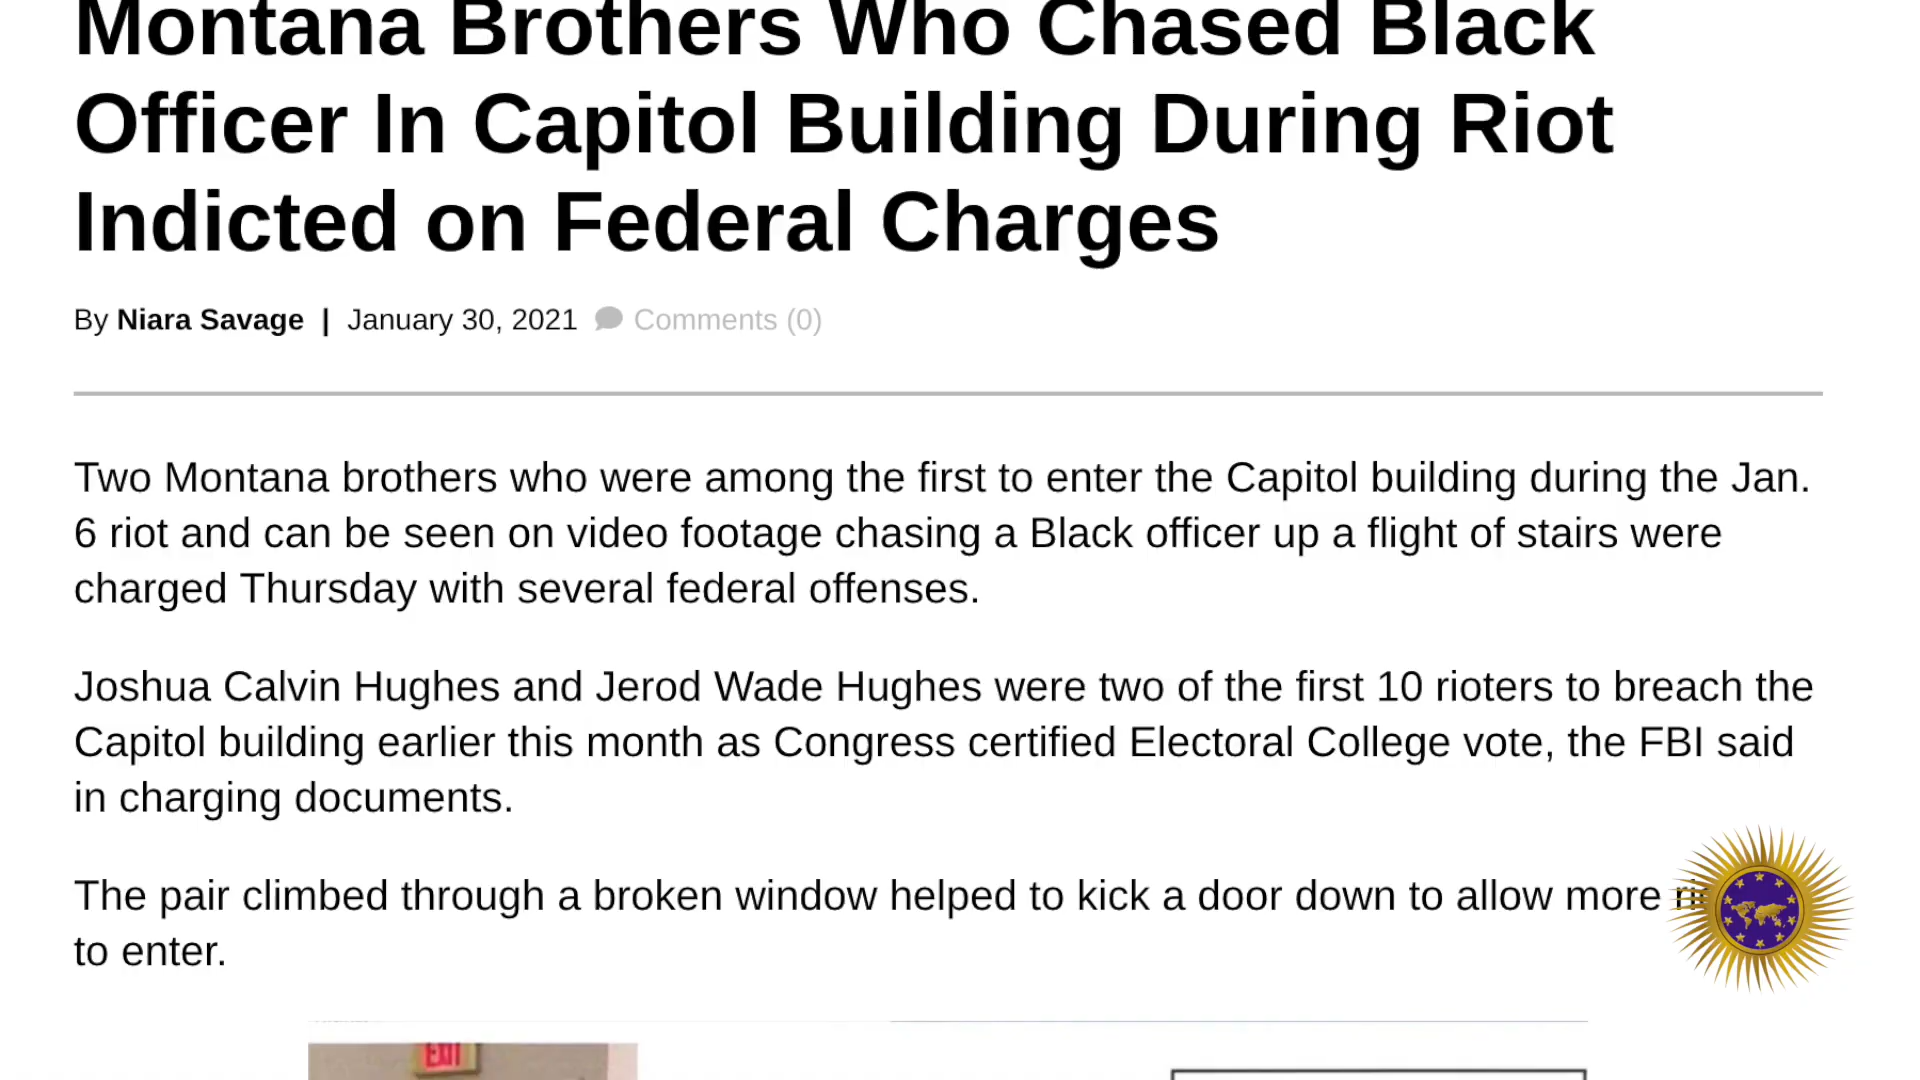 Montana Brothers Who Chased Black
Officer In Capitol Building During Riot
Indicted on Federal Charges
By Niara Savage | January 30, 2021 Comments (0)
Two Montana brothers who were among the first to enter the Capitol building during the Jan.
6 riot and can be seen on video footage chasing a Black officer up a flight of stairs were
charged Thursday with several federal offenses.
Joshua Calvin Hughes and Jerod Wade Hughes were two of the first 10 rioters to breach the
Capitol building earlier this month as Congress certified Electoral College vote, the FBI said
in charging documents.
The pair climbed through a broken window helped to kick a door down to allow more
to enter.
EXIT